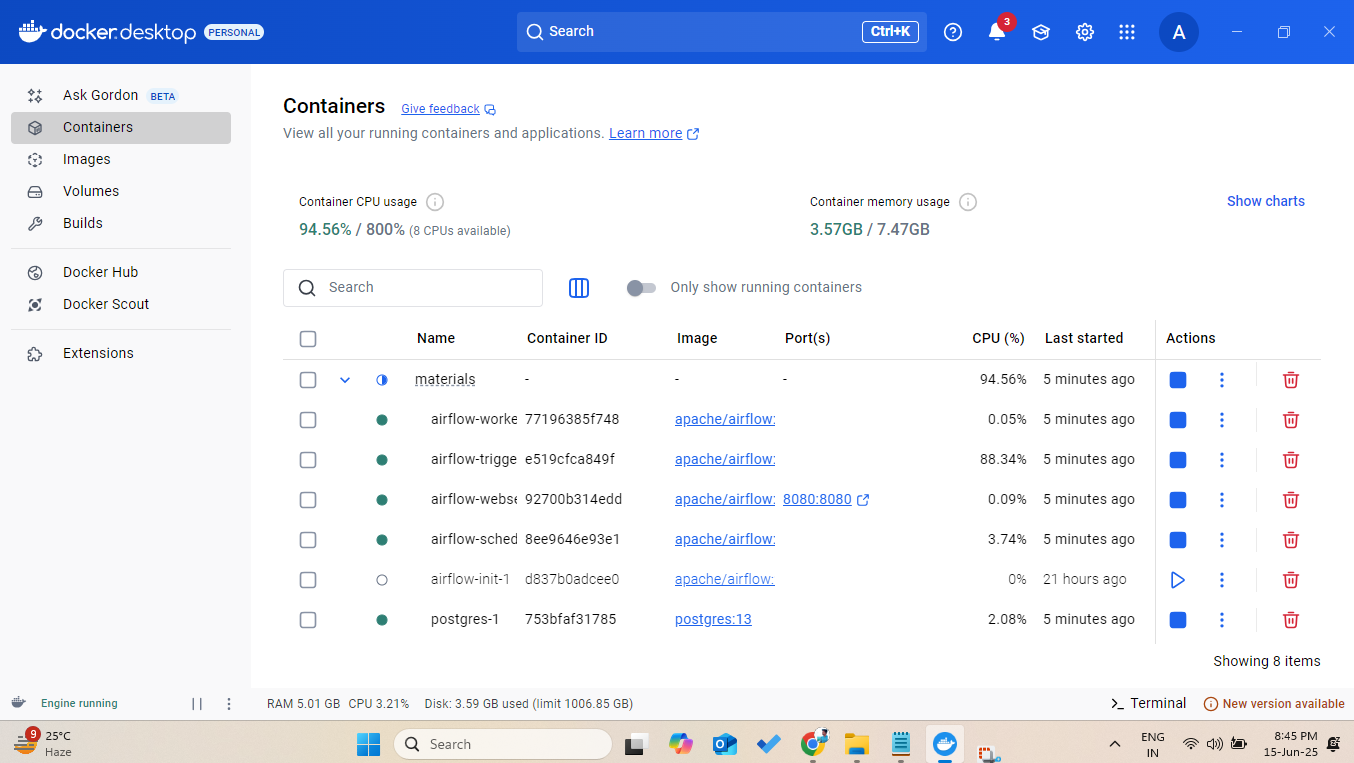 docker.desktop PERSONAL
Search Ctrl+K
3
A
Ask Gordon BETA
Containers
Images
Volumes
Builds
Docker Hub
Docker Scout
Extensions
Containers Give feedback
View all your running containers and applications. Learn more
Container CPU usage
94.56% / 800% (8 CPUs available)
Container memory usage
3.57GB / 7.47GB
Show charts
Search
Only show running containers
Name Container ID Image Port(s) CPU (%) Last started Actions
materials - - - 94.56% 5 minutes ago
airflow-worke 77196385f748 apache/airflow: 0.05% 5 minutes ago
airflow-trigge e519cfca849f apache/airflow: 88.34% 5 minutes ago
airflow-webse 92700b314edd apache/airflow: 8080:8080 0.09% 5 minutes ago
airflow-sched 8ee9646e93e1 apache/airflow: 3.74% 5 minutes ago
airflow-init-1 d837b0adcee0 apache/airflow: 0% 21 hours ago
postgres-1 753bfaf31785 postgres:13 2.08% 5 minutes ago
Showing 8 items
Engine running
RAM 5.01 GB CPU 3.21% Disk: 3.59 GB used (limit 1006.85 GB)
Terminal
New version available
9
25°C
Haze
Search
ENG
IN
8:45 PM
15-Jun-25